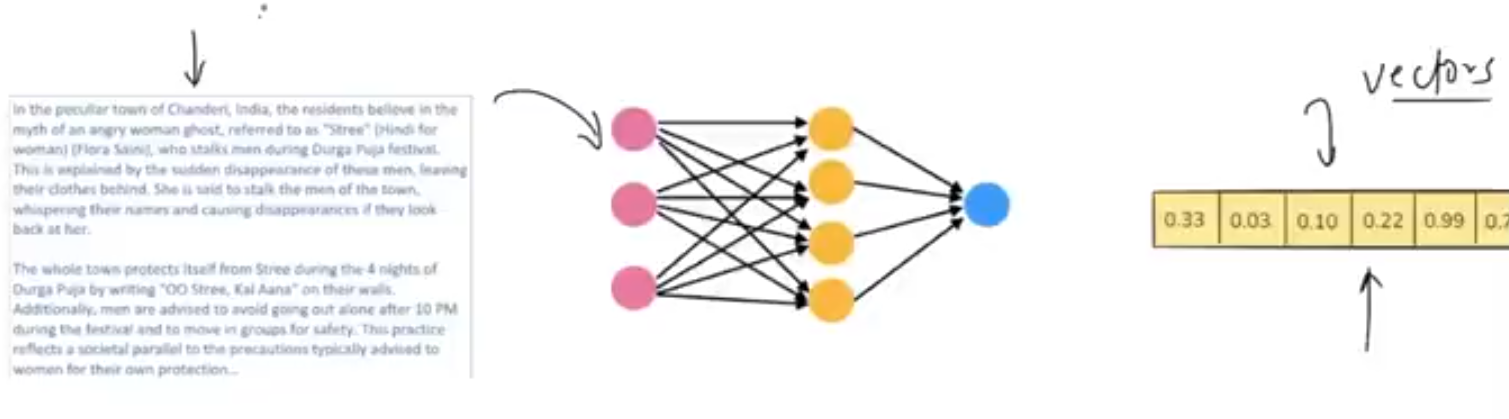 In the peculiar town of Chanderi, India, the residents believe in the
myth of an angry woman ghost, referred to as "Stree" (Hindi for
woman) (Flora Saini), who stalks men during Durga Puja festival.
This is explained by the sudden disappearance of these men, leaving
their clothes behind. She is said to stalk the men of the town,
whispering their names and causing disappearances if they look
back at her.
The whole town protects itself from Stree during the 4 nights of
Durga Puja by writing "OO Stree, Kal Aana" on their walls.
Additionally, men are advised to avoid going out alone after 10 PM
during the festival and to move in groups for safety. This practice
reflects a societal parallel to the precautions typically advised to
women for their own protection...
vectors
0.33 0.03 0.10 0.22 0.99